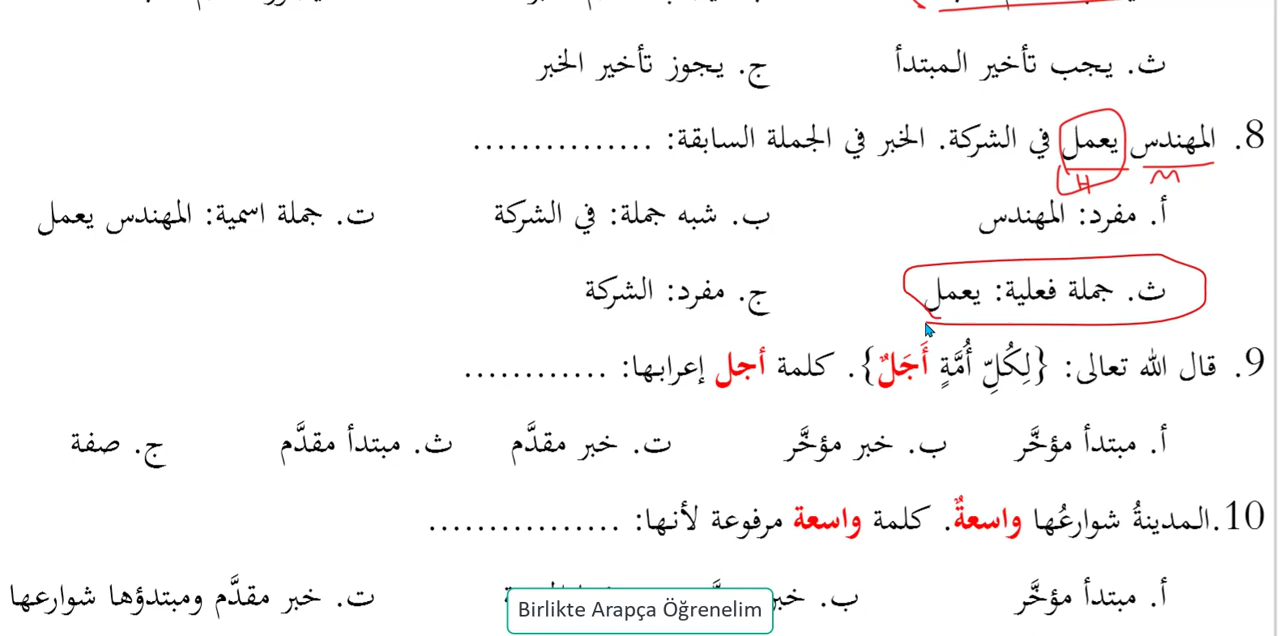 ث. يجب تأخير المبتدأ ج. يجوز تأخير الخبر
8. المهندس يعمل في الشركة. الخبر في الجملة السابقة: ...............
H M
أ. مفرد: المهندس ب. شبه جملة: في الشركة ت. جملة اسمية: المهندس يعمل
ث. جملة فعلية: يعمل ج. مفرد: الشركة
9. قال الله تعالى: {لِكُلِّ أُمَّةٍ أَجَلٌ}. كلمة أجل إعرابها: ............
أ. مبتدأ مؤخَّر ب. خبر مؤخَّر ت. خبر مقدَّم ث. مبتدأ مقدَّم ج. صفة
10. المدينةُ شوارعُها واسعةٌ. كلمة واسعة مرفوعة لأنها: ................
أ. مبتدأ مؤخَّر ب. خبر ت. خبر مقدَّم ومبتدؤها شوارعها
Birlikte Arapça Öğrenelim